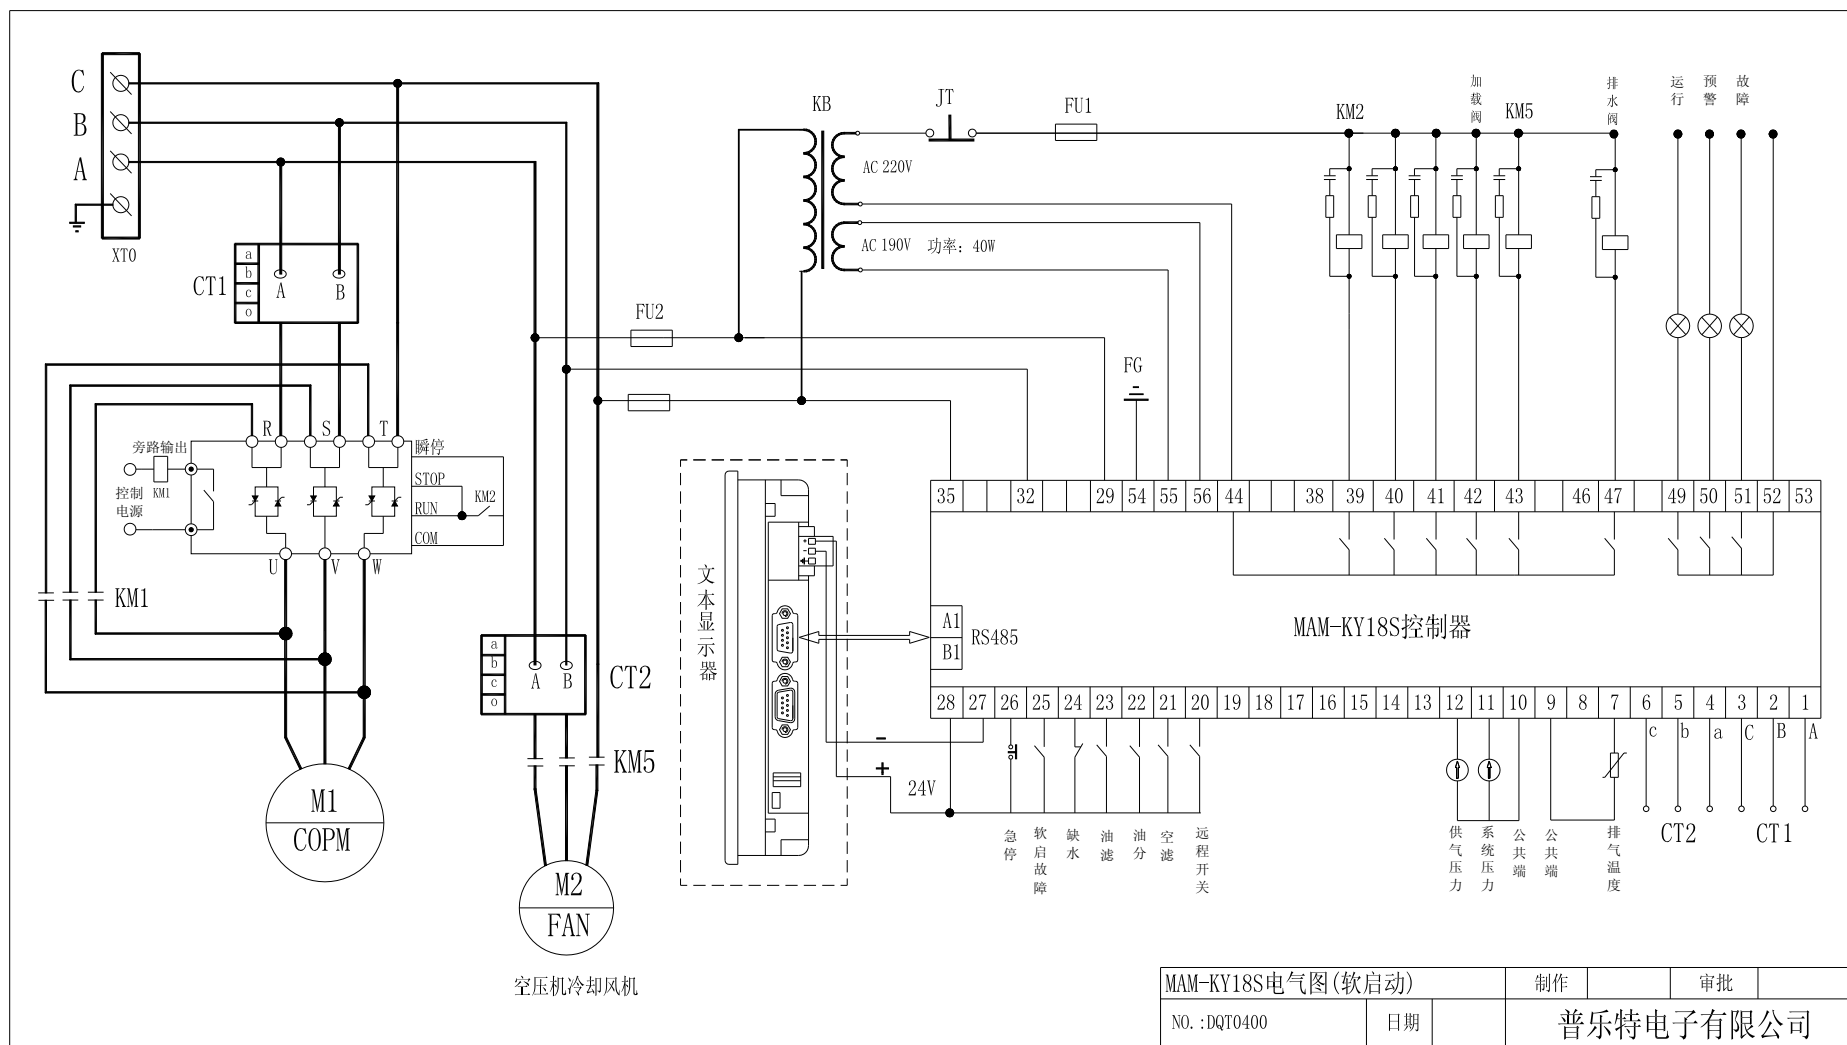 C
B
A
XT0
CT1
a
b
c
o
A
B
R
S
T
旁路输出
KM1
控制
电源
瞬停
STOP
RUN
COM
KM2
U
V
W
KM1
M1
COPM
a
b
c
o
A
B
CT2
KM5
M2
FAN
空压机冷却风机
FU2
KB
AC 220V
AC 190V 功率：40W
JT
FU1
KM2
加载阀
KM5
排水阀
运行
预警
故障
FG
35
32
29
54
55
56
44
38
39
40
41
42
43
46
47
49
50
51
52
53
文本显示器
+
-
A1
B1
RS485
MAM-KY18S控制器
28
27
26
25
24
23
22
21
20
19
18
17
16
15
14
13
12
11
10
9
8
7
6
5
4
3
2
1
c
b
a
C
B
A
-
+
24V
急停
软启故障
缺水
油滤
油分
空滤
远程开关
供气压力
系统压力
公共端
公共端
排气温度
CT2
CT1
MAM-KY18S电气图(软启动)
制作
审批
NO.:DQT0400
日期
普乐特电子有限公司